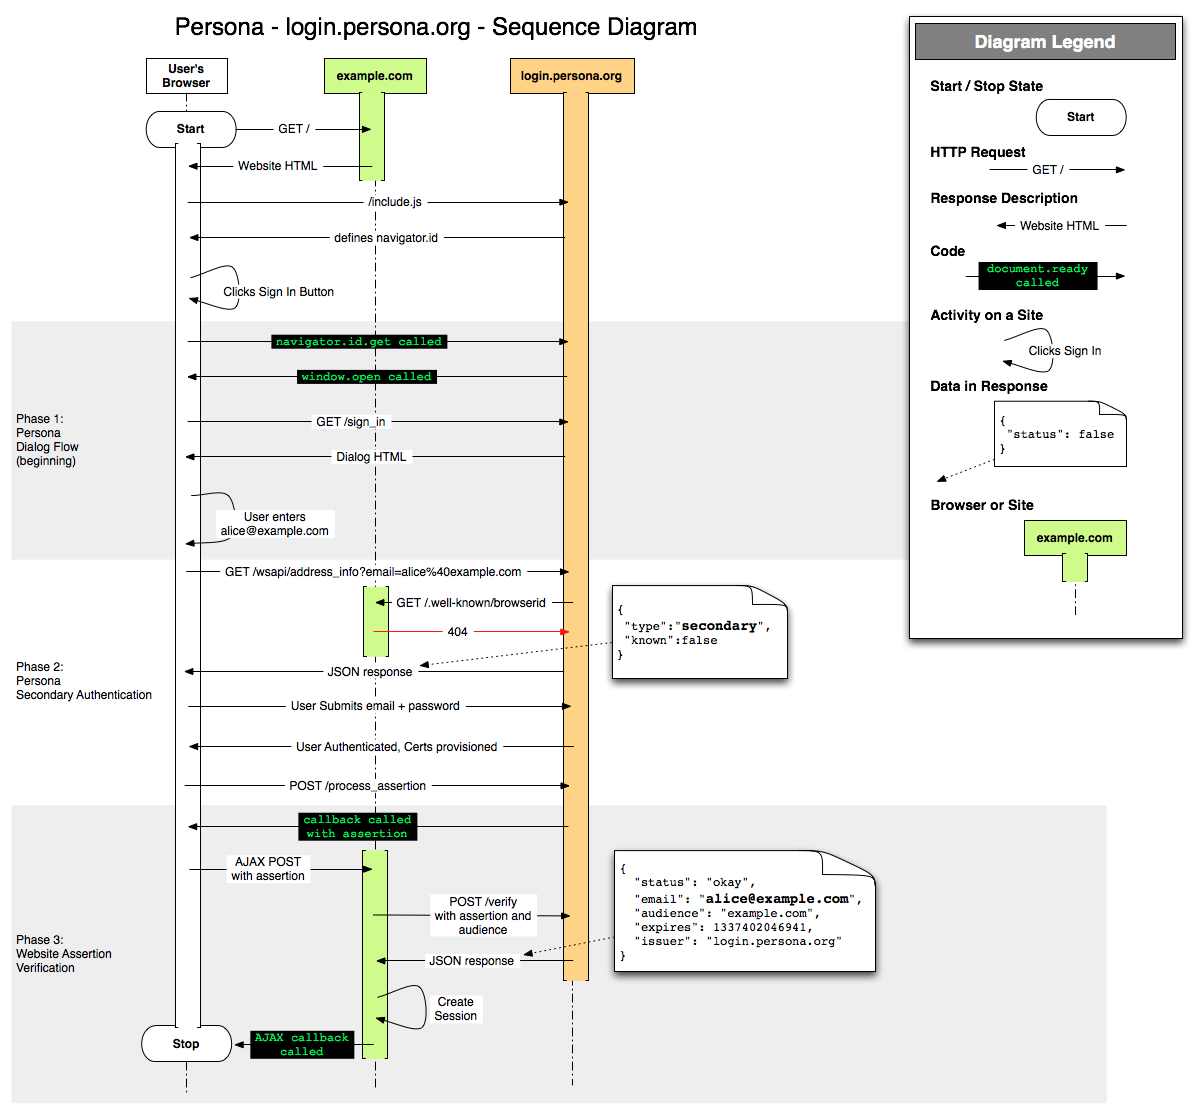 Persona - login.persona.org - Sequence Diagram
User's
Browser
example.com
login.persona.org
Start
GET /
Website HTML
/include.js
defines navigator.id
Clicks Sign In Button
Phase 1:
Persona
Dialog Flow
(beginning)
navigator.id.get called
window.open called
GET /sign_in
Dialog HTML
User enters
alice@example.com
Phase 2:
Persona
Secondary Authentication
GET /wsapi/address_info?email=alice%40example.com
GET /.well-known/browserid
404
{
"type":"secondary",
"known":false
}
JSON response
User Submits email + password
User Authenticated, Certs provisioned
POST /process_assertion
Phase 3:
Website Assertion
Verification
callback called
with assertion
AJAX POST
with assertion
POST /verify
with assertion and
audience
{
"status": "okay",
"email": "alice@example.com",
"audience": "example.com",
"expires": 1337402046941,
"issuer": "login.persona.org"
}
JSON response
Create
Session
AJAX callback
called
Stop
Diagram Legend
Start / Stop State
Start
HTTP Request
GET /
Response Description
Website HTML
Code
document.ready
called
Activity on a Site
Clicks Sign In
Data in Response
{
"status": false
}
Browser or Site
example.com